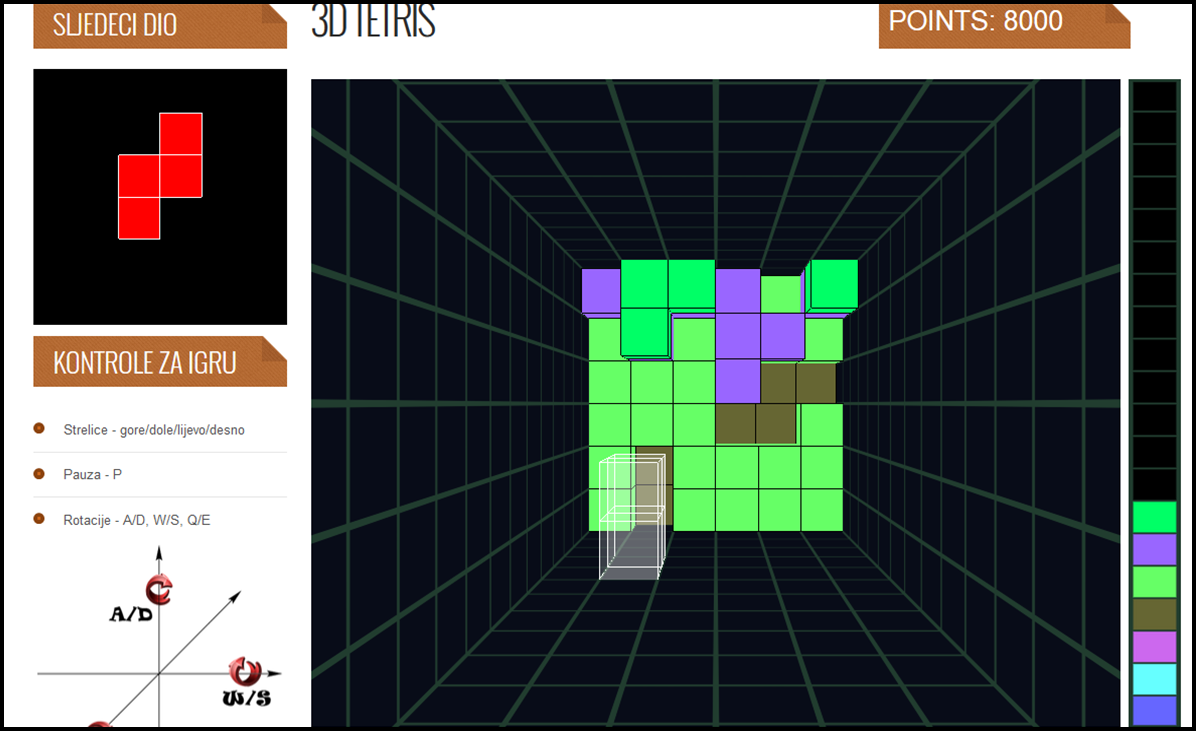 SLJEDECI DIO
3D TETRIS
POINTS: 8000
KONTROLE ZA IGRU
Strelice - gore/dole/lijevo/desno
Pauza - P
Rotacije - A/D, W/S, Q/E
A/D
W/S